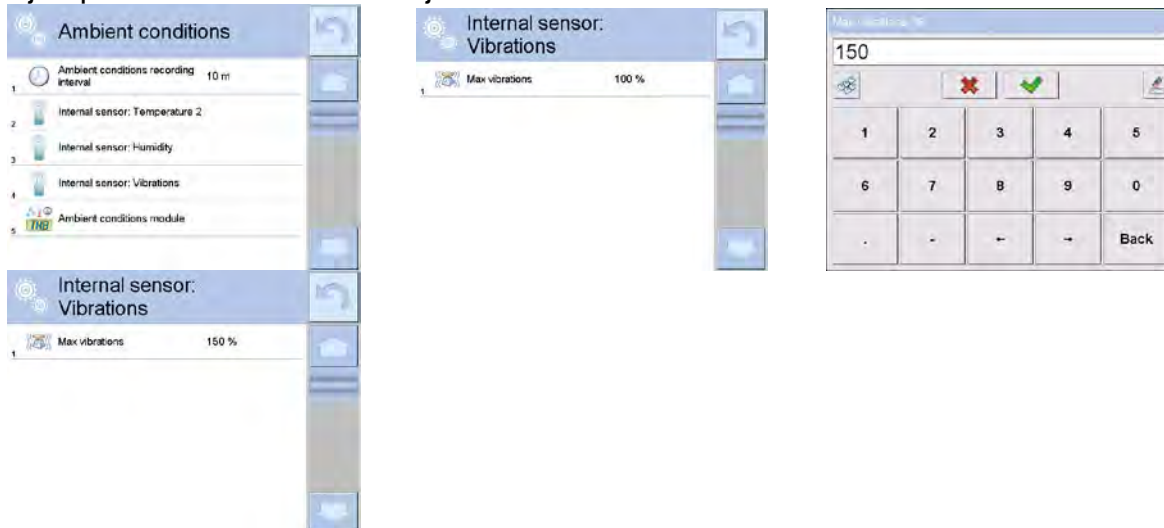 Ambient conditions
1 Ambient conditions recording interval 10 m
2 Internal sensor: Temperature 2
3 Internal sensor: Humidity
4 Internal sensor: Vibrations
5 THB Ambient conditions module
Internal sensor:
Vibrations
1 Max vibrations 100 %
Max vibrations, %
150
1 2 3 4 5
6 7 8 9 0
. - ← → Back
Internal sensor:
Vibrations
1 Max vibrations 150 %